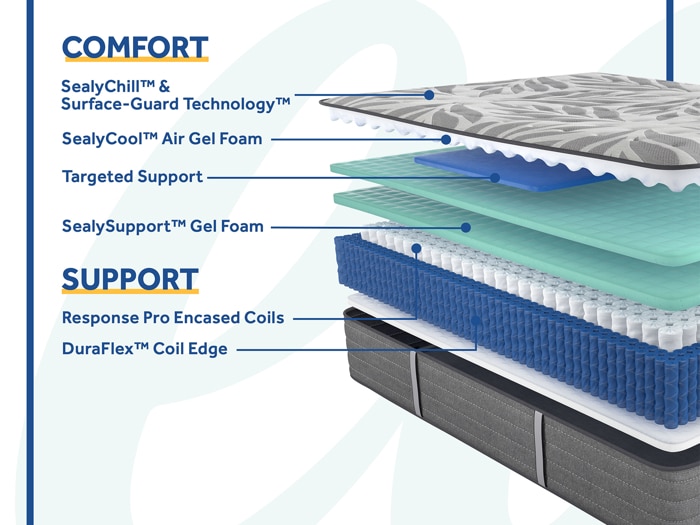 COMFORT
SealyChill™ &
Surface-Guard Technology™
SealyCool™ Air Gel Foam
Targeted Support
SealySupport™ Gel Foam
SUPPORT
Response Pro Encased Coils
DuraFlex™ Coil Edge